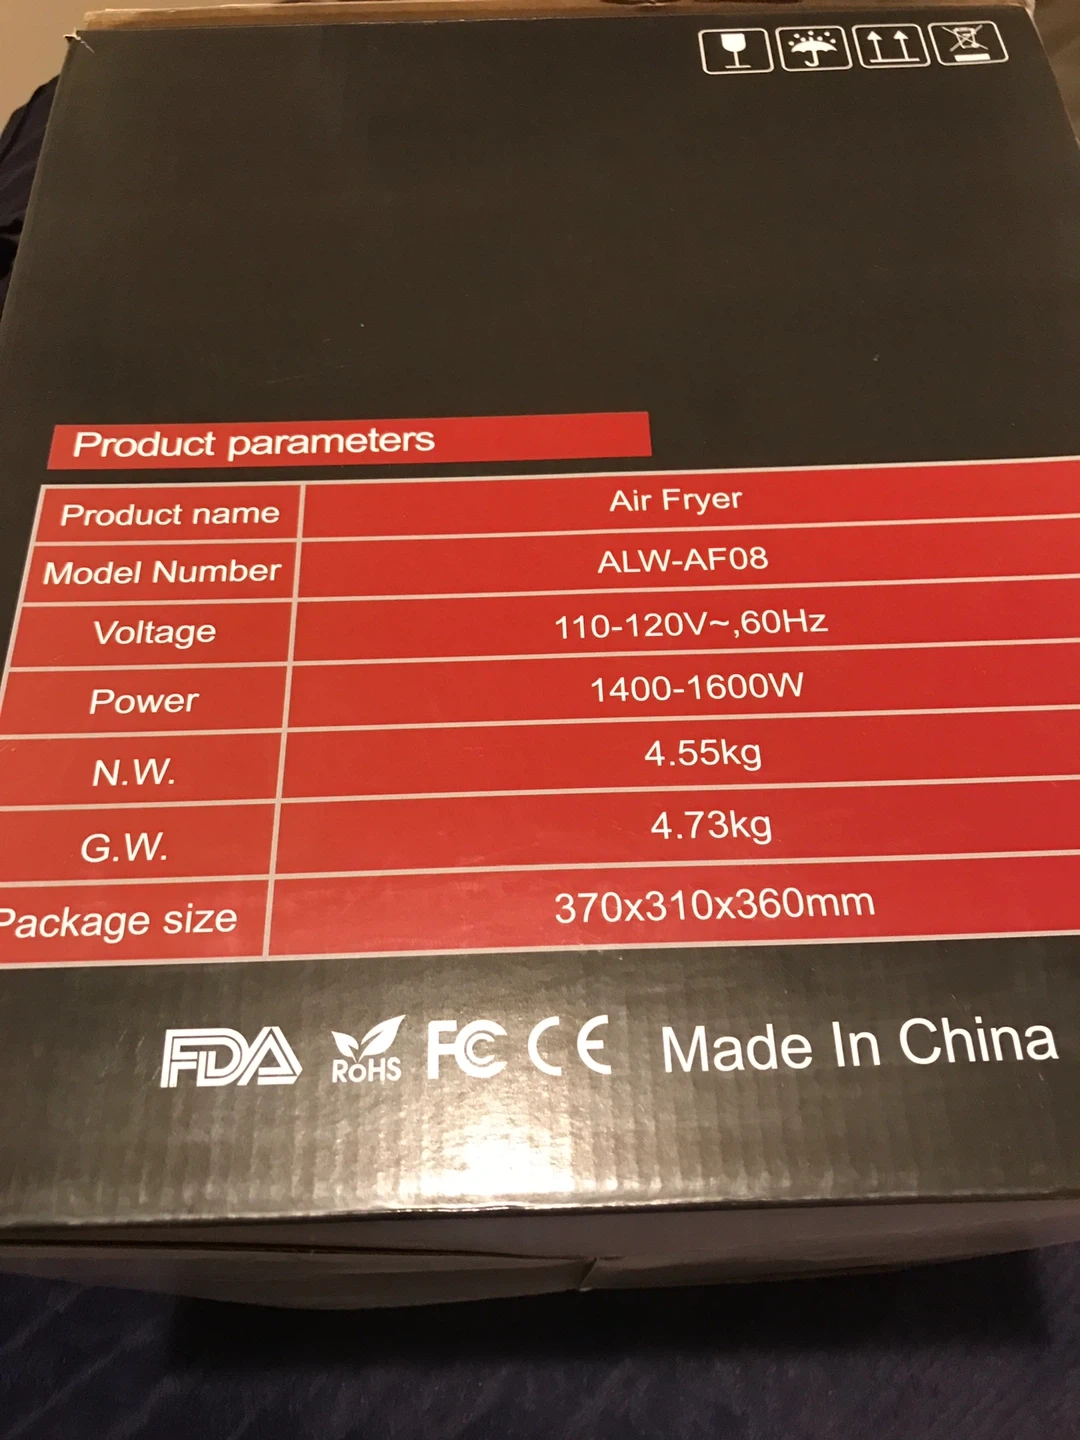 Product parameters
Product name Air Fryer
Model Number ALW-AF08
Voltage 110-120V~,60Hz
Power 1400-1600W
N.W. 4.55kg
G.W. 4.73kg
Package size 370x310x360mm
FDA RoHS FC CE Made In China